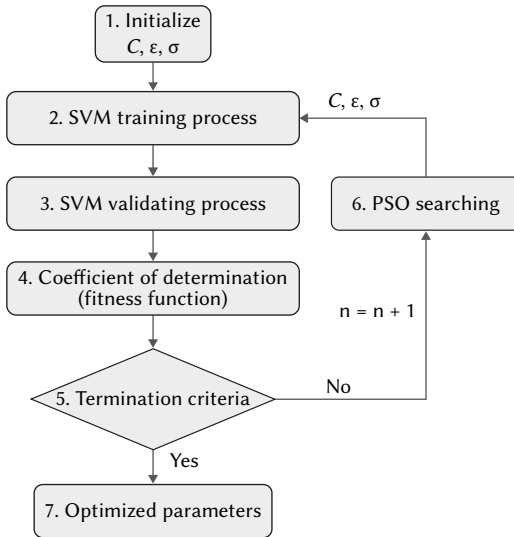 1. Initialize
C, ε, σ
C, ε, σ
2. SVM training process
3. SVM validating process
6. PSO searching
4. Coefficient of determination
(fitness function)
n = n + 1
5. Termination criteria
No
Yes
7. Optimized parameters